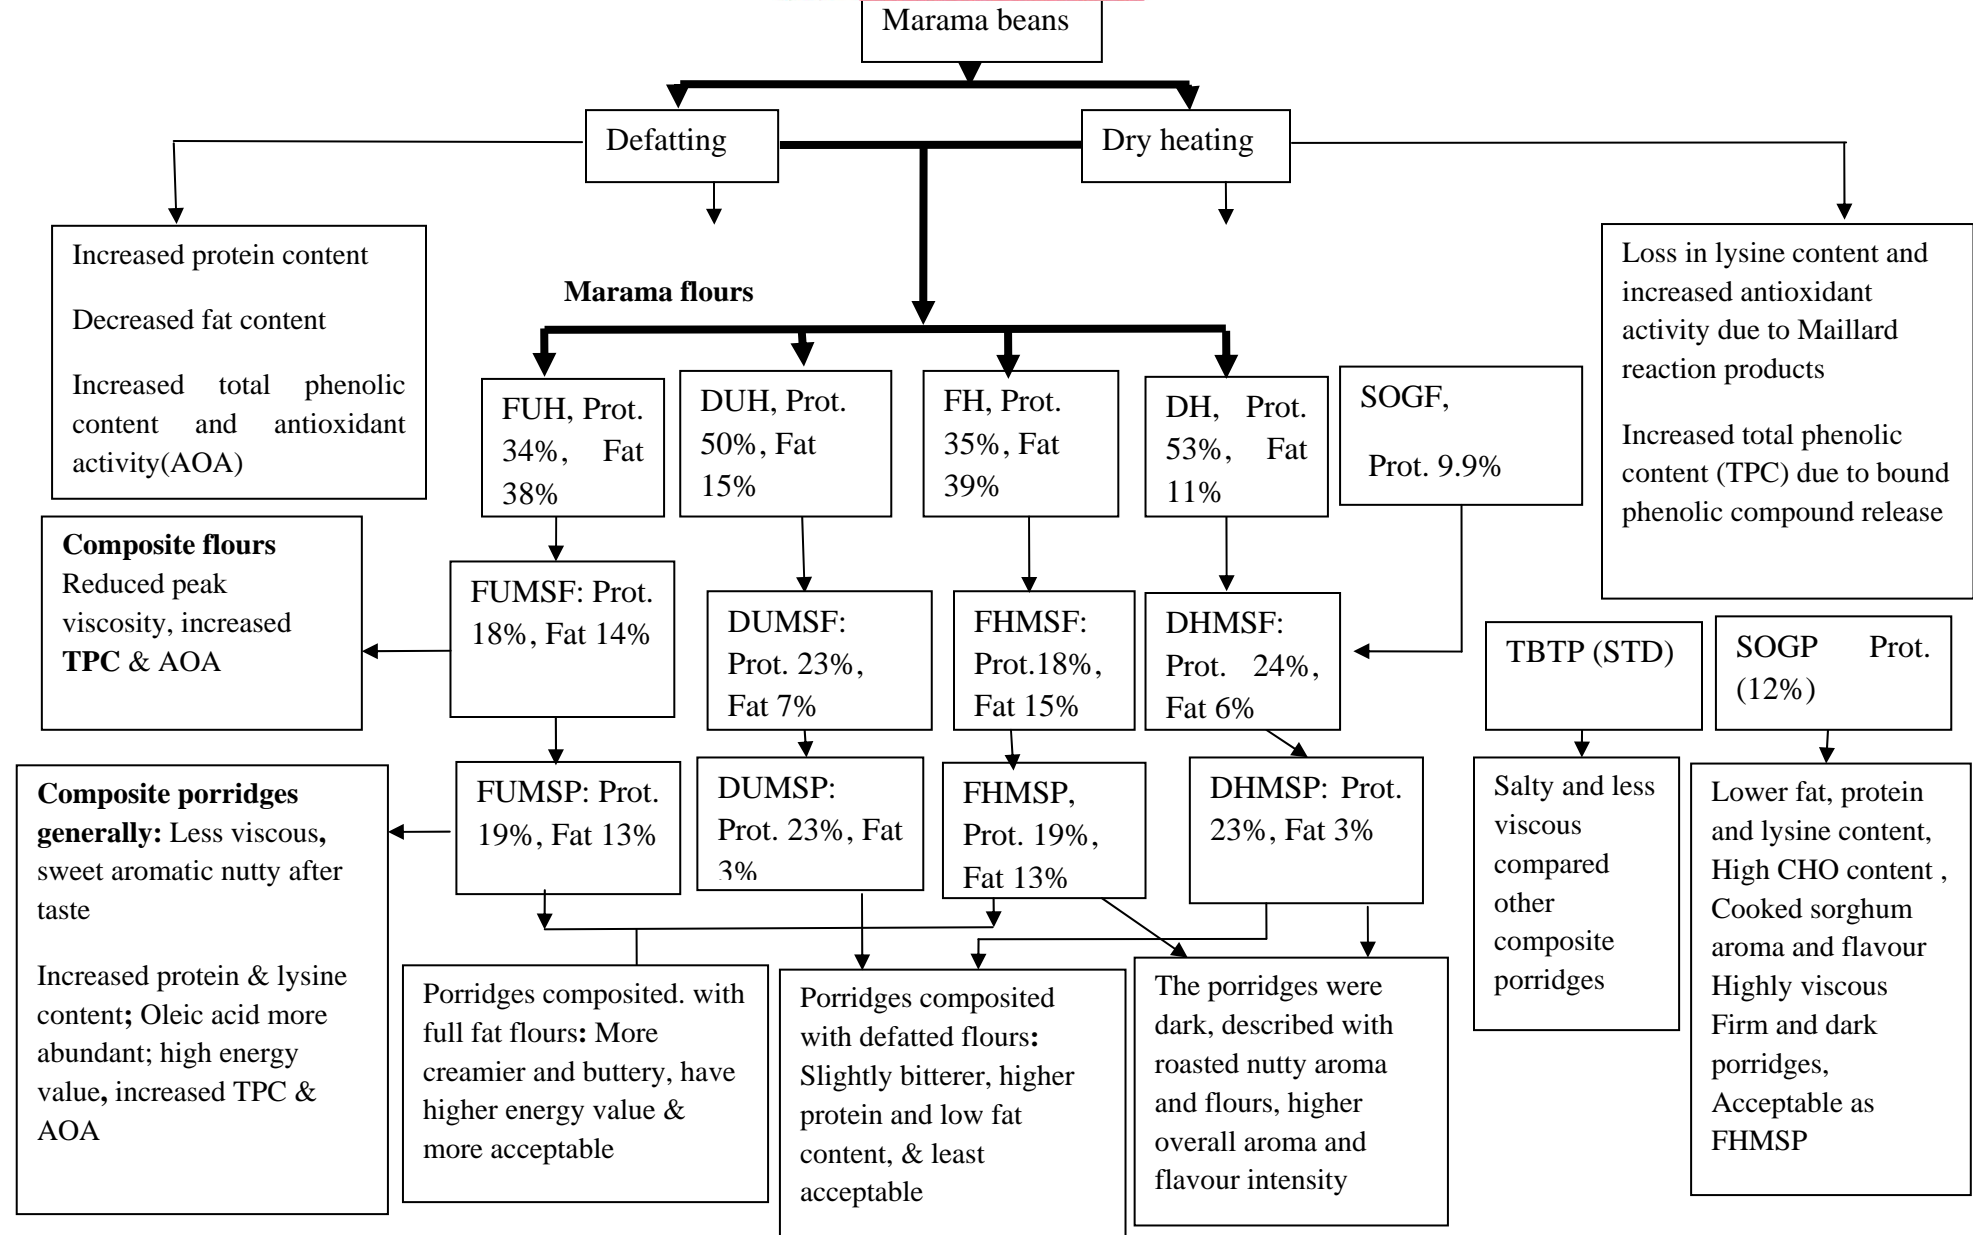 Marama beans
Defatting
Dry heating
Increased protein content
Decreased fat content
Increased total phenolic
content and antioxidant
activity(AOA)
Loss in lysine content and
increased antioxidant
activity due to Maillard
reaction products
Increased total phenolic
content (TPC) due to bound
phenolic compound release
Marama flours
FUH, Prot.
34%, Fat
38%
DUH, Prot.
50%, Fat
15%
FH, Prot.
35%, Fat
39%
DH, Prot.
53%, Fat
11%
SOGF,
Prot. 9.9%
Composite flours
Reduced peak
viscosity, increased
TPC & AOA
FUMSF: Prot.
18%, Fat 14%
DUMSF:
Prot. 23%,
Fat 7%
FHMSF:
Prot.18%,
Fat 15%
DHMSF:
Prot. 24%,
Fat 6%
TBTP (STD)
SOGP Prot.
(12%)
Composite porridges
generally: Less viscous,
sweet aromatic nutty after
taste
Increased protein & lysine
content; Oleic acid more
abundant; high energy
value, increased TPC &
AOA
FUMSP: Prot.
19%, Fat 13%
DUMSP:
Prot. 23%, Fat
3%
FHMSP,
Prot. 19%,
Fat 13%
DHMSP: Prot.
23%, Fat 3%
Salty and less
viscous
compared
other
composite
porridges
Lower fat, protein
and lysine content,
High CHO content ,
Cooked sorghum
aroma and flavour
Highly viscous
Firm and dark
porridges,
Acceptable as
FHMSP
Porridges composited. with
full fat flours: More
creamier and buttery, have
higher energy value &
more acceptable
Porridges composited
with defatted flours:
Slightly bitterer, higher
protein and low fat
content, & least
acceptable
The porridges were
dark, described with
roasted nutty aroma
and flours, higher
overall aroma and
flavour intensity